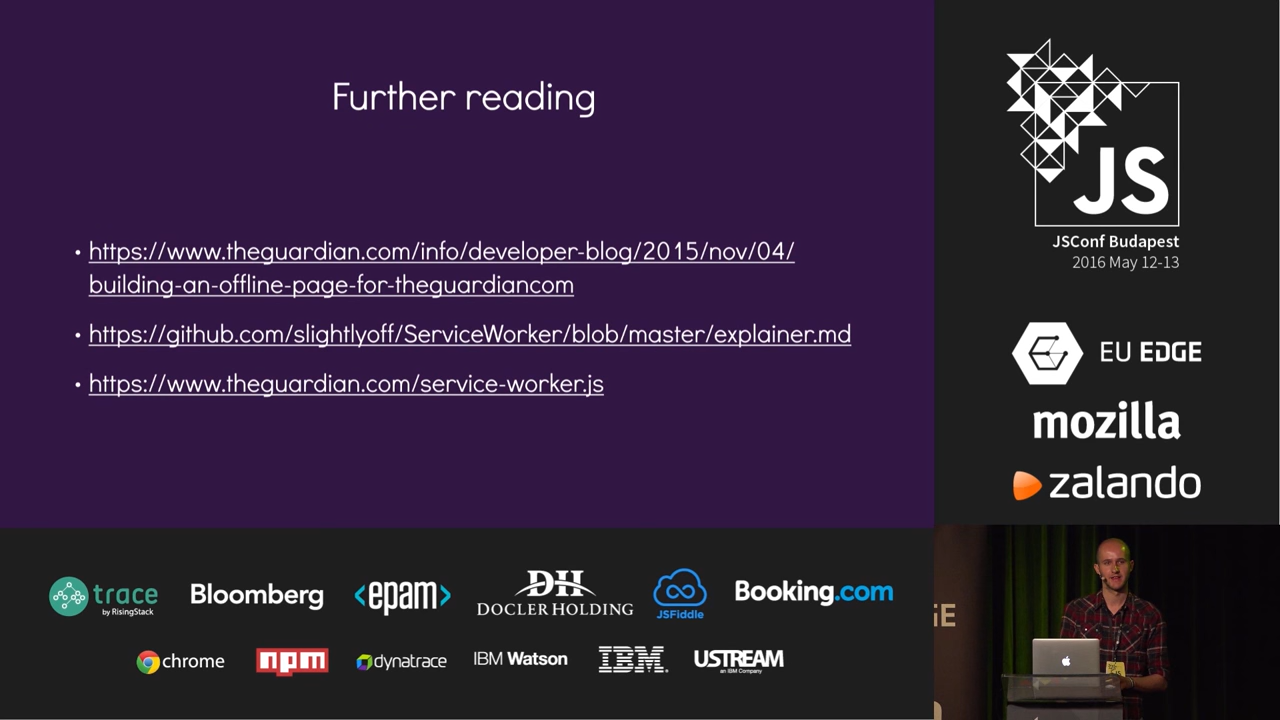 Further reading
• https://www.theguardian.com/info/developer-blog/2015/nov/04/
building-an-offline-page-for-theguardiancom
• https://github.com/slightlyoff/ServiceWorker/blob/master/explainer.md
• https://www.theguardian.com/service-worker.js
JS
JSConf Budapest
2016 May 12-13
EU EDGE
mozilla
zalando
trace
by RisingStack
Bloomberg
<epam>
DH
DOCLER HOLDING
JSFiddle
Booking.com
chrome
npm
dynatrace
IBM Watson
IBM
USTREAM
an IBM Company